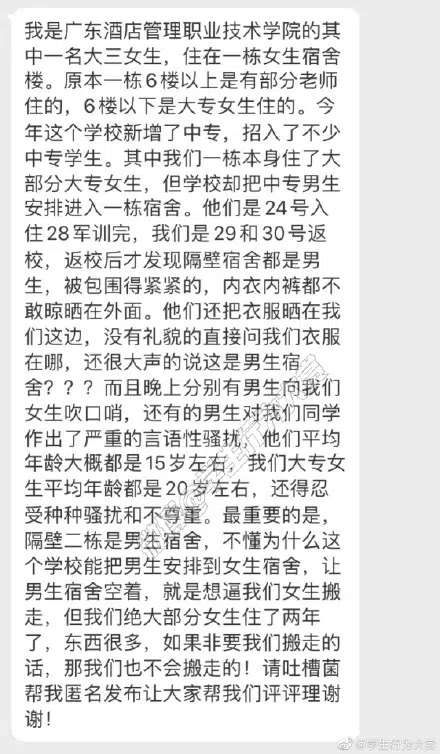 我是广东酒店管理职业技术学院的其
中一名大三女生，住在一栋女生宿舍
楼。原本一栋6楼以上是有部分老师
住的，6楼以下是大专女生住的。今
年这个学校新增了中专，招入了不少
中专学生。其中我们一栋本身住了大
部分大专女生，但学校却把中专男生
安排进入一栋宿舍。他们是24号入
住28军训完，我们是29和30号返
校，返校后才发现隔壁宿舍都是男
生，被包围得紧紧的，内衣内裤都不
敢晾晒在外面。他们还把衣服晒在我
们这边，没有礼貌的直接问我们衣服
在哪，还很大声的说这是男生宿
舍？？？而且晚上分别有男生向我们
女生吹口哨，还有的男生对我们同学
作出了严重的言语性骚扰，他们平均
年龄大概都是15岁左右，我们大专女
生平均年龄都是20岁左右，还得忍
受种种骚扰和不尊重。最重要的是，
隔壁二栋是男生宿舍，不懂为什么这
个学校能把男生安排到女生宿舍，让
男生宿舍空着，就是想逼我们女生搬
走，但我们绝大部分女生住了两年
了，东西很多，如果非要我们搬走的
话，那我们也不会搬走的！请吐槽菌
帮我匿名发布让大家帮我们评评理谢
谢！
@学生行为大赏